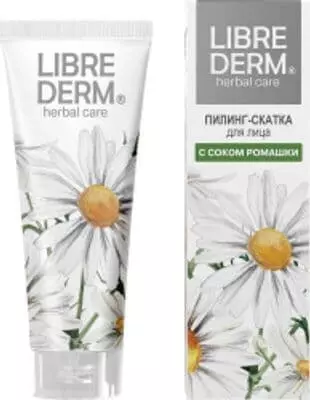 LIBRE
DERM®
herbal care
LIBRE
DERM®
herbal care
ПИЛИНГ-СКАТКА
для лица
С СОКОМ РОМАШКИ